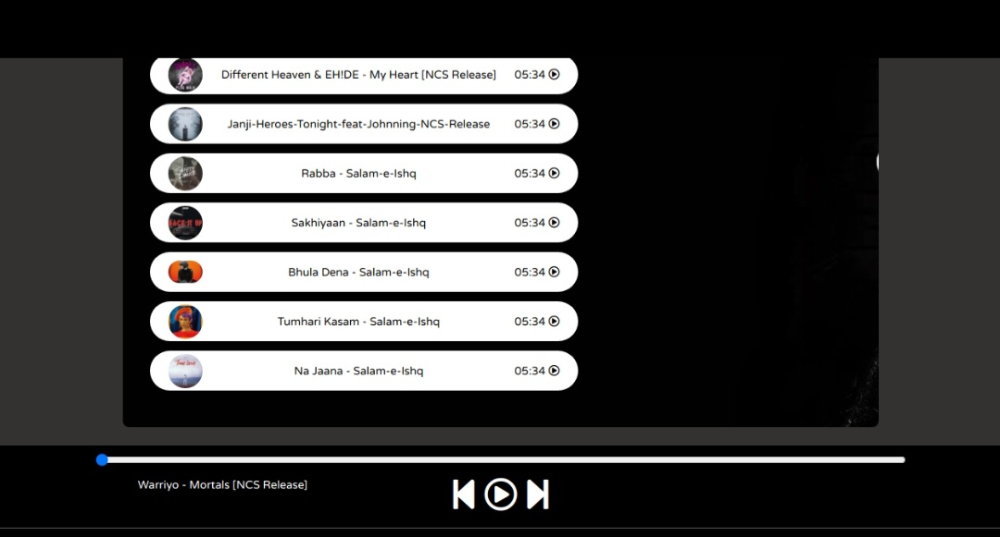 Different Heaven & EH!DE - My Heart [NCS Release] 05:34
Janji-Heroes-Tonight-feat-Johnning-NCS-Release 05:34
Rabba - Salam-e-Ishq 05:34
Sakhiyaan - Salam-e-Ishq 05:34
Bhula Dena - Salam-e-Ishq 05:34
Tumhari Kasam - Salam-e-Ishq 05:34
Na Jaana - Salam-e-Ishq 05:34
Warriyo - Mortals [NCS Release]